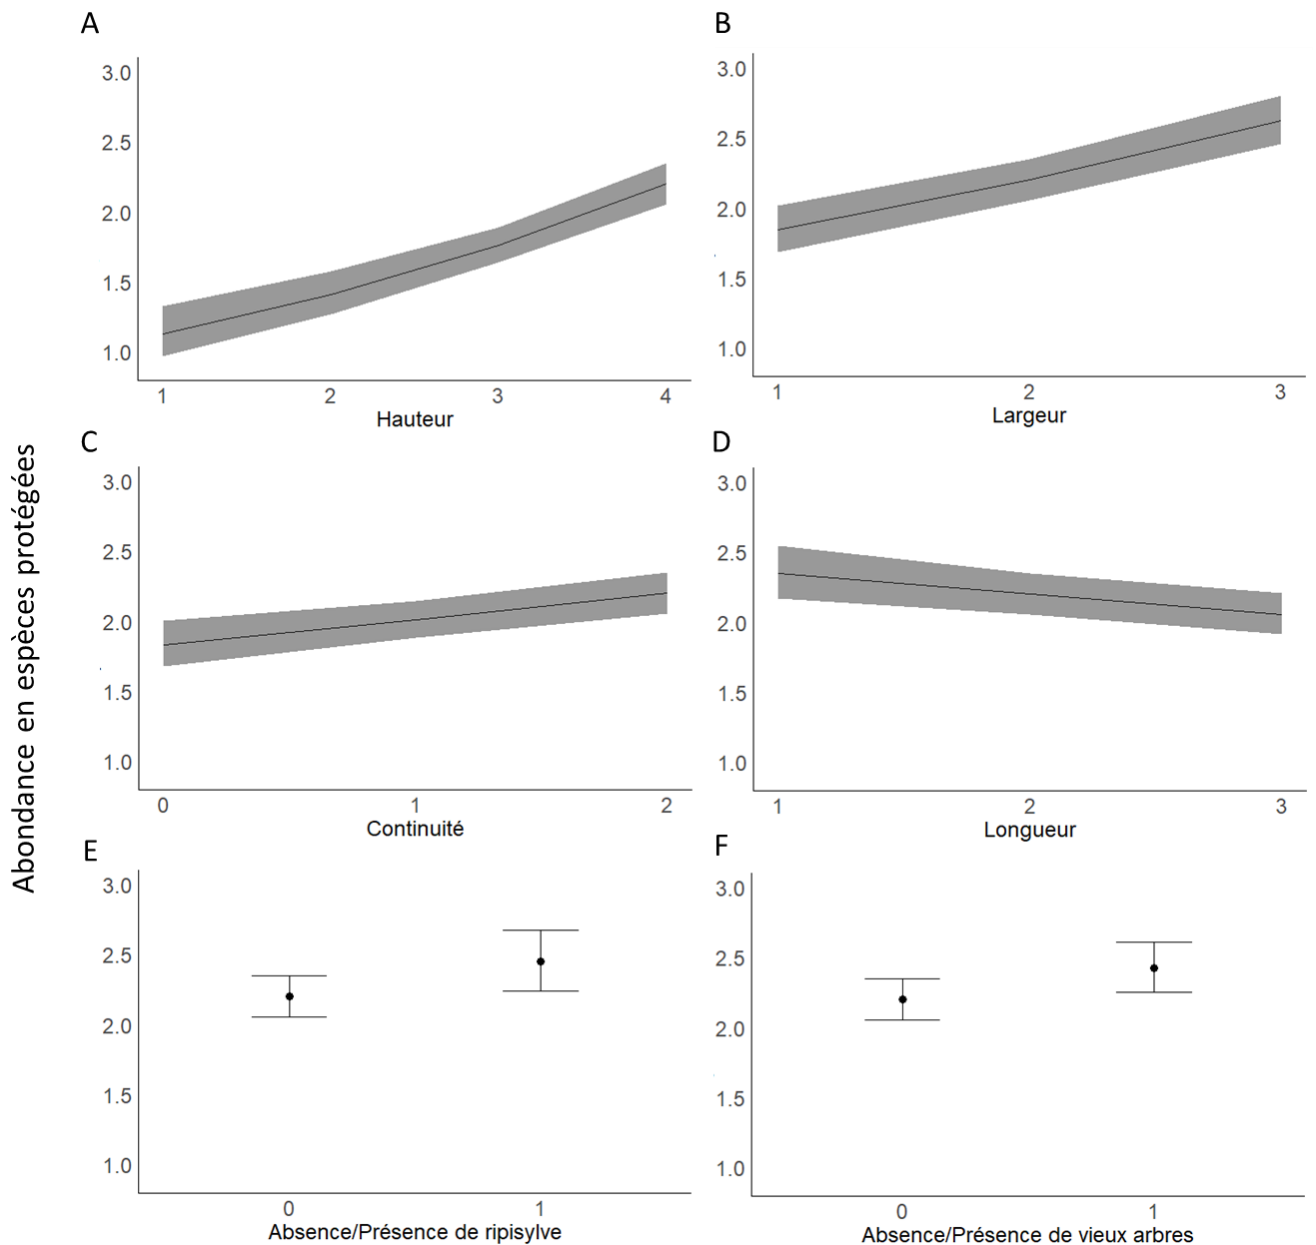 A
3.0
2.5
2.0
1.5
1.0
1 2 3 4
Hauteur
B
3.0
2.5
2.0
1.5
1.0
1 2 3
Largeur
Abondance en espèces protégées
C
3.0
2.5
2.0
1.5
1.0
0 1 2
Continuité
D
3.0
2.5
2.0
1.5
1.0
1 2 3
Longueur
E
3.0
2.5
2.0
1.5
1.0
0 1
Absence/Présence de ripisylve
F
3.0
2.5
2.0
1.5
1.0
0 1
Absence/Présence de vieux arbres